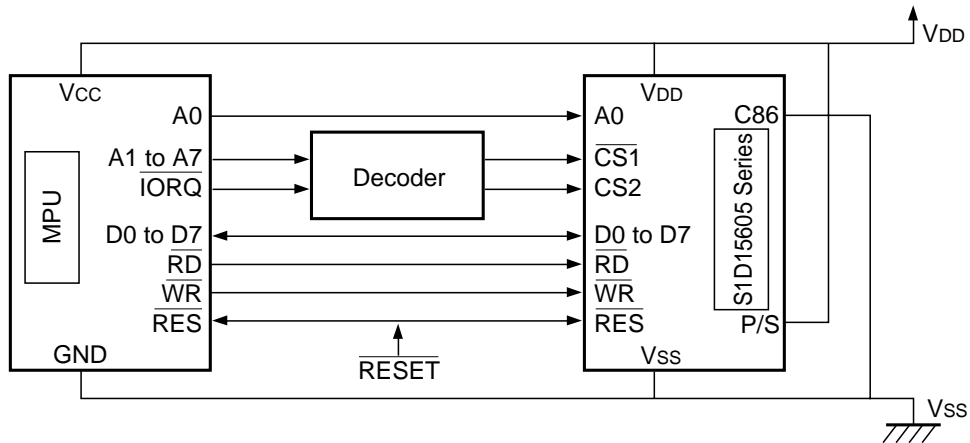 VDD
VCC
VDD
A0
A0
C86
A1 to A7
CS1
IORQ
Decoder
CS2
MPU
S1D15605 Series
D0 to D7
D0 to D7
RD
RD
WR
WR
RES
RES
P/S
GND
RESET
VSS
VSS